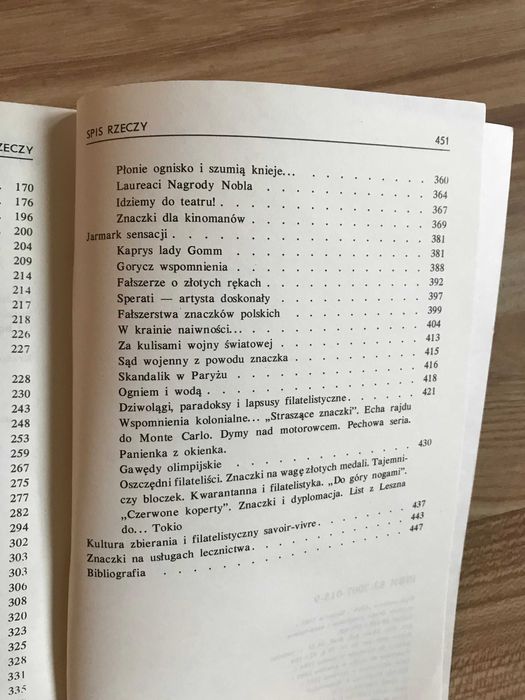 RZECZY
170
176
196
200
204
209
214
214
217
218
226
227
228
230
243
248
253
259
267
275
277
282
294
302
303
303
306
308
320
323
325
328
331
335
SPIS RZECZY 451
Płonie ognisko i szumią knieje... 360
Laureaci Nagrody Nobla 364
Idziemy do teatru! 367
Znaczki dla kinomanów 369
Jarmark sensacji 381
Kaprys lady Gomm 381
Gorycz wspomnienia 388
Fałszerze o złotych rękach 392
Sperati — artysta doskonały 397
Fałszerstwa znaczków polskich 399
W krainie naiwności... 404
Za kulisami wojny światowej 413
Sąd wojenny z powodu znaczka 415
Skandalik w Paryżu 416
Ogniem i wodą 418
Dziwolągi, paradoksy i lapsusy filatelistyczne 421
Wspomnienia kolonialne... „Straszące znaczki". Echa rajdu
do Monte Carlo. Dymy nad motorowcem. Pechowa seria.
Panienka z okienka.
Gawędy olimpijskie 430
Oszczędni filateliści. Znaczki na wagę złotych medali. Tajemni-
czy bloczek. Kwarantanna i filatelistyka. „Do góry nogami".
„Czerwone koperty". Znaczki i dyplomacja. List z Leszna
do... Tokio
Kultura zbierania i filatelistyczny savoir-vivre 437
Znaczki na usługach lecznictwa 443
Bibliografia 447